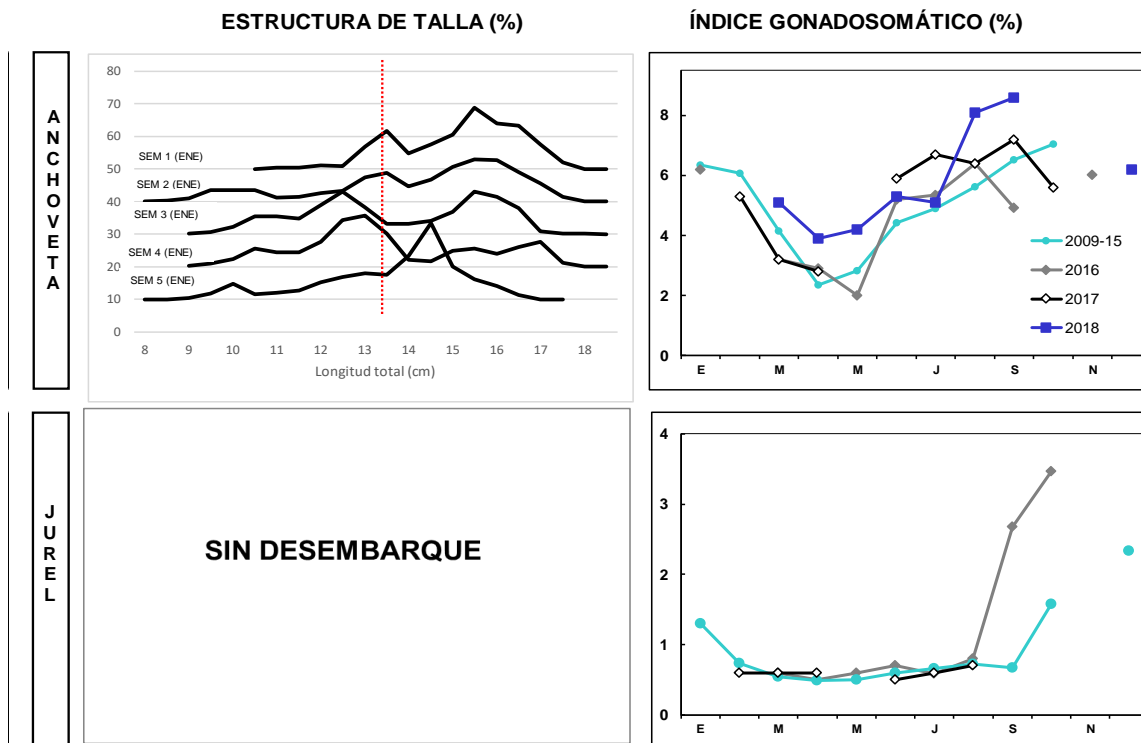 ESTRUCTURA DE TALLA (%)
ÍNDICE GONADOSOMÁTICO (%)
ANCHOVETA
80
70
60
50
40
30
20
10
0
SEM 1 (ENE)
SEM 2 (ENE)
SEM 3 (ENE)
SEM 4 (ENE)
SEM 5 (ENE)
8 9 10 11 12 13 14 15 16 17 18
Longitud total (cm)
8
6
4
2
0
2009-15
2016
2017
2018
E M M J S N
JUREL
SIN DESEMBARQUE
4
3
2
1
0
E M M J S N